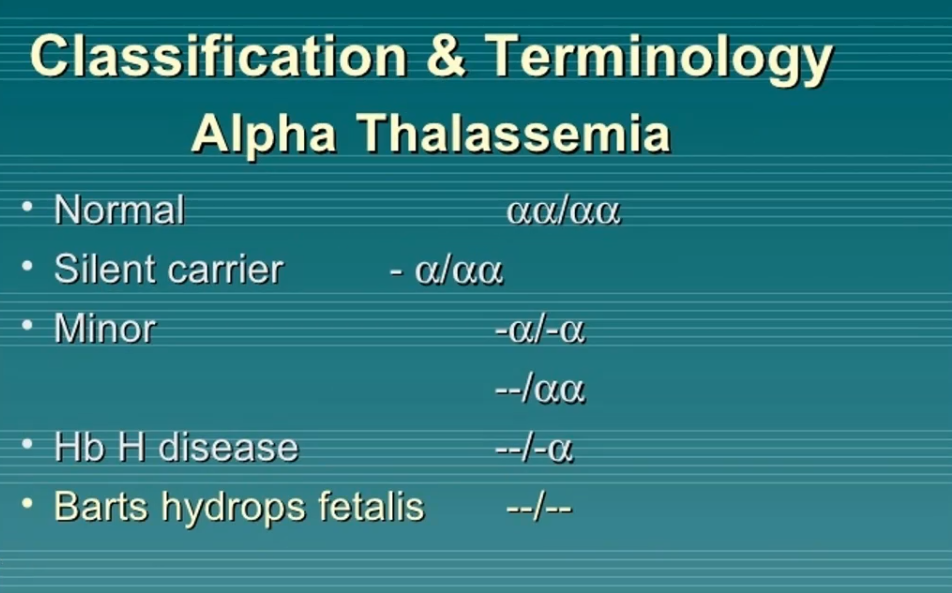 Classification & Terminology
Alpha Thalassemia
• Normal αα/αα
• Silent carrier - α/αα
• Minor -α/-α
--/αα
• Hb H disease --/-α
• Barts hydrops fetalis --/--